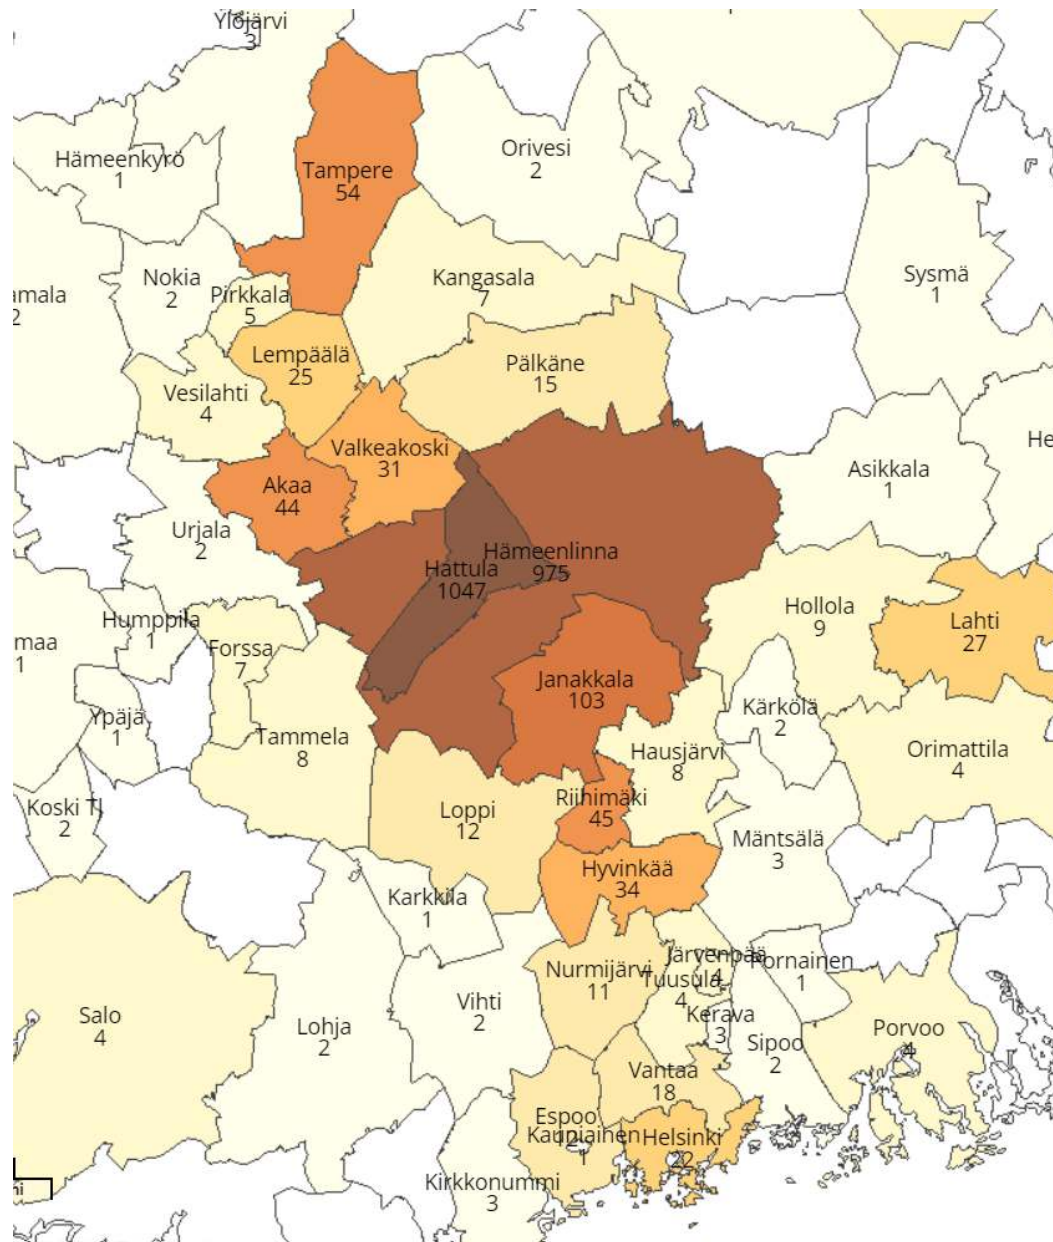 Ylöjärvi
3
Hämeenkyrö
1
Tampere
54
Orivesi
2
Nokia
2
Pirkkala
5
Kangasala
7
Sysmä
1
amala
2
Lempäälä
25
Pälkäne
15
Vesilahti
4
Valkeakoski
31
Akaa
44
Asikkala
1
He
Urjala
2
Hämeenlinna
975
Hattula
1047
Humppila
1
Forssa
7
Hollola
9
Lahti
27
maa
1
Janakkala
103
Ypäjä
1
Tammela
8
Hausjärvi
8
Kärkölä
2
Orimattila
4
Koski Tl
2
Loppi
12
Riihimäki
45
Mäntsälä
3
Hyvinkää
34
Karkkila
1
Nurmijärvi
11
Järvenpää
4
Tuusula
4
Pornainen
1
Salo
4
Lohja
2
Vihti
2
Kerava
3
Sipoo
2
Porvoo
4
Vantaa
18
Espoo
Kauniainen
1
Helsinki
22
Kirkkonummi
3